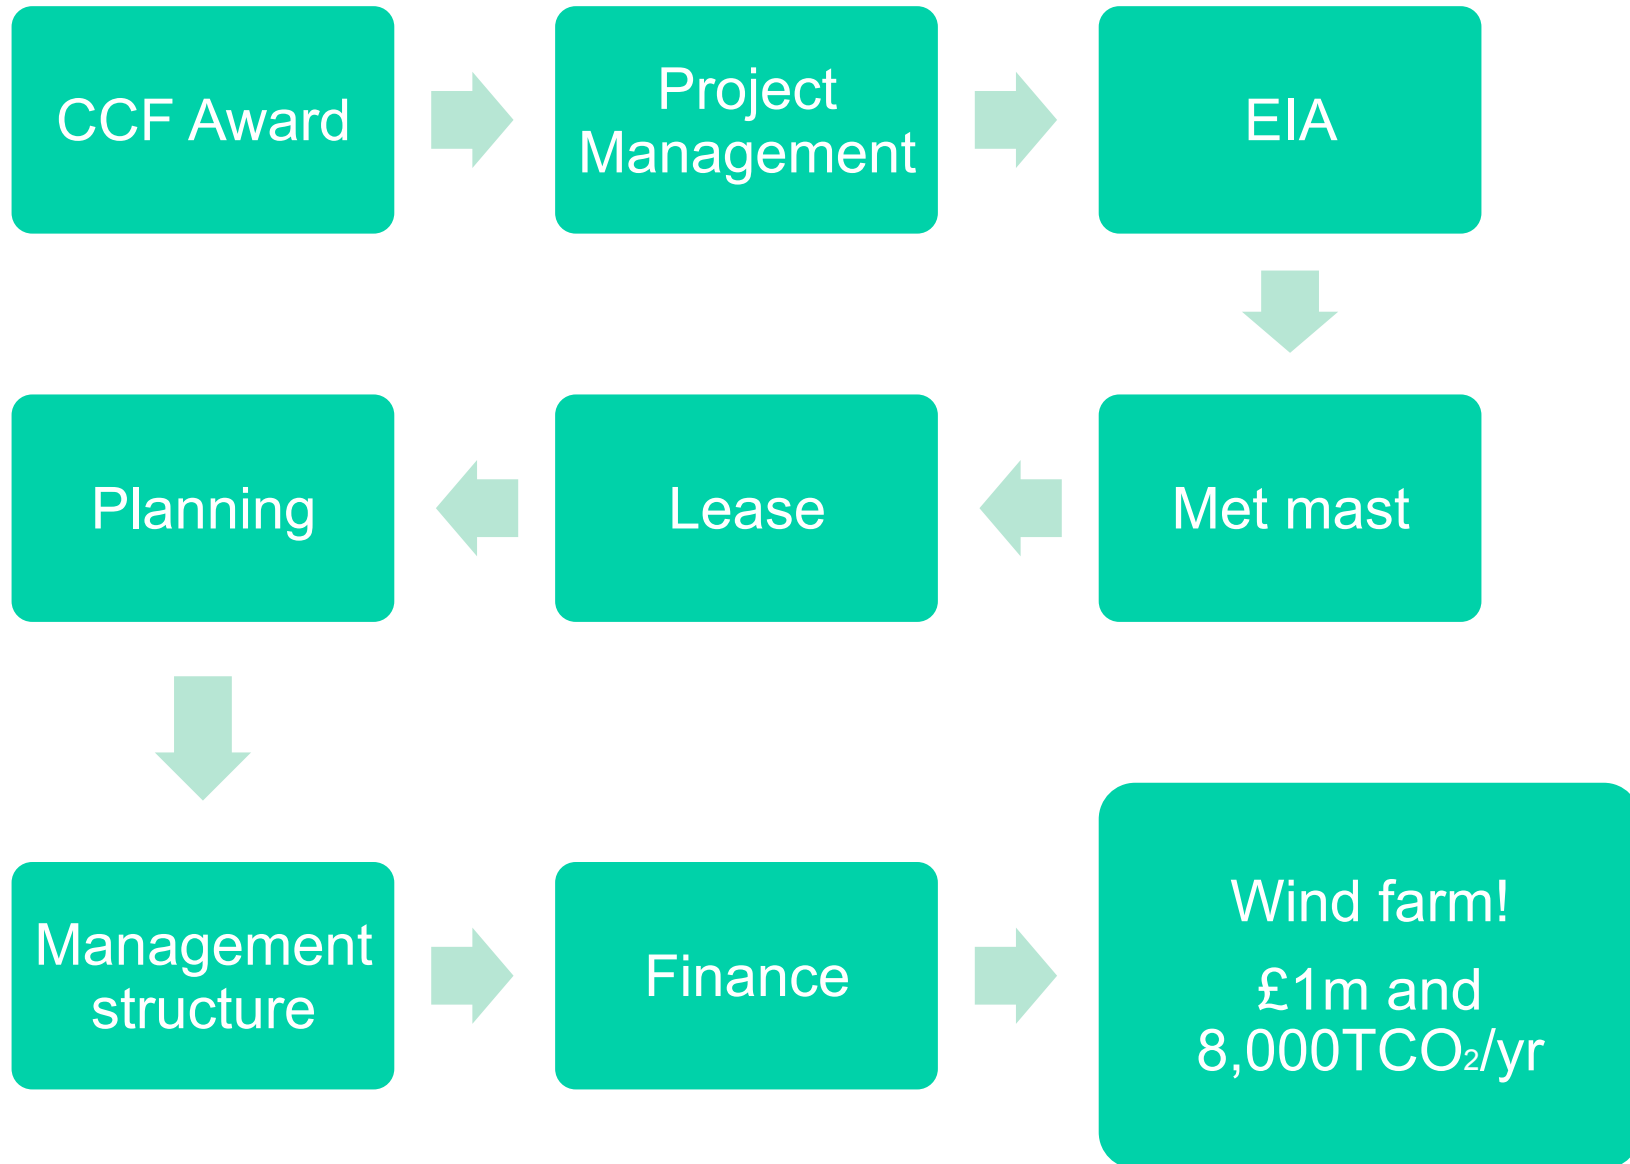 CCF Award
Project
Management
EIA
Met mast
Lease
Planning
Management
structure
Finance
Wind farm!
£1m and
8,000TCO₂/yr